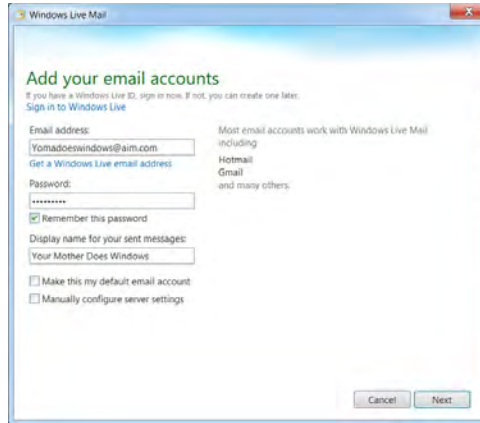 Windows Live Mail
Add your email accounts
If you have a Windows Live ID, sign in now. If not, you can create one later.
Sign in to Windows Live
Email address:
Yomadoeswindows@aim.com
Get a Windows Live email address
Password:
•••••••••
Remember this password
Display name for your sent messages:
Your Mother Does Windows
Make this my default email account
Manually configure server settings
Most email accounts work with Windows Live Mail
including
Hotmail
Gmail
and many others.
Cancel Next